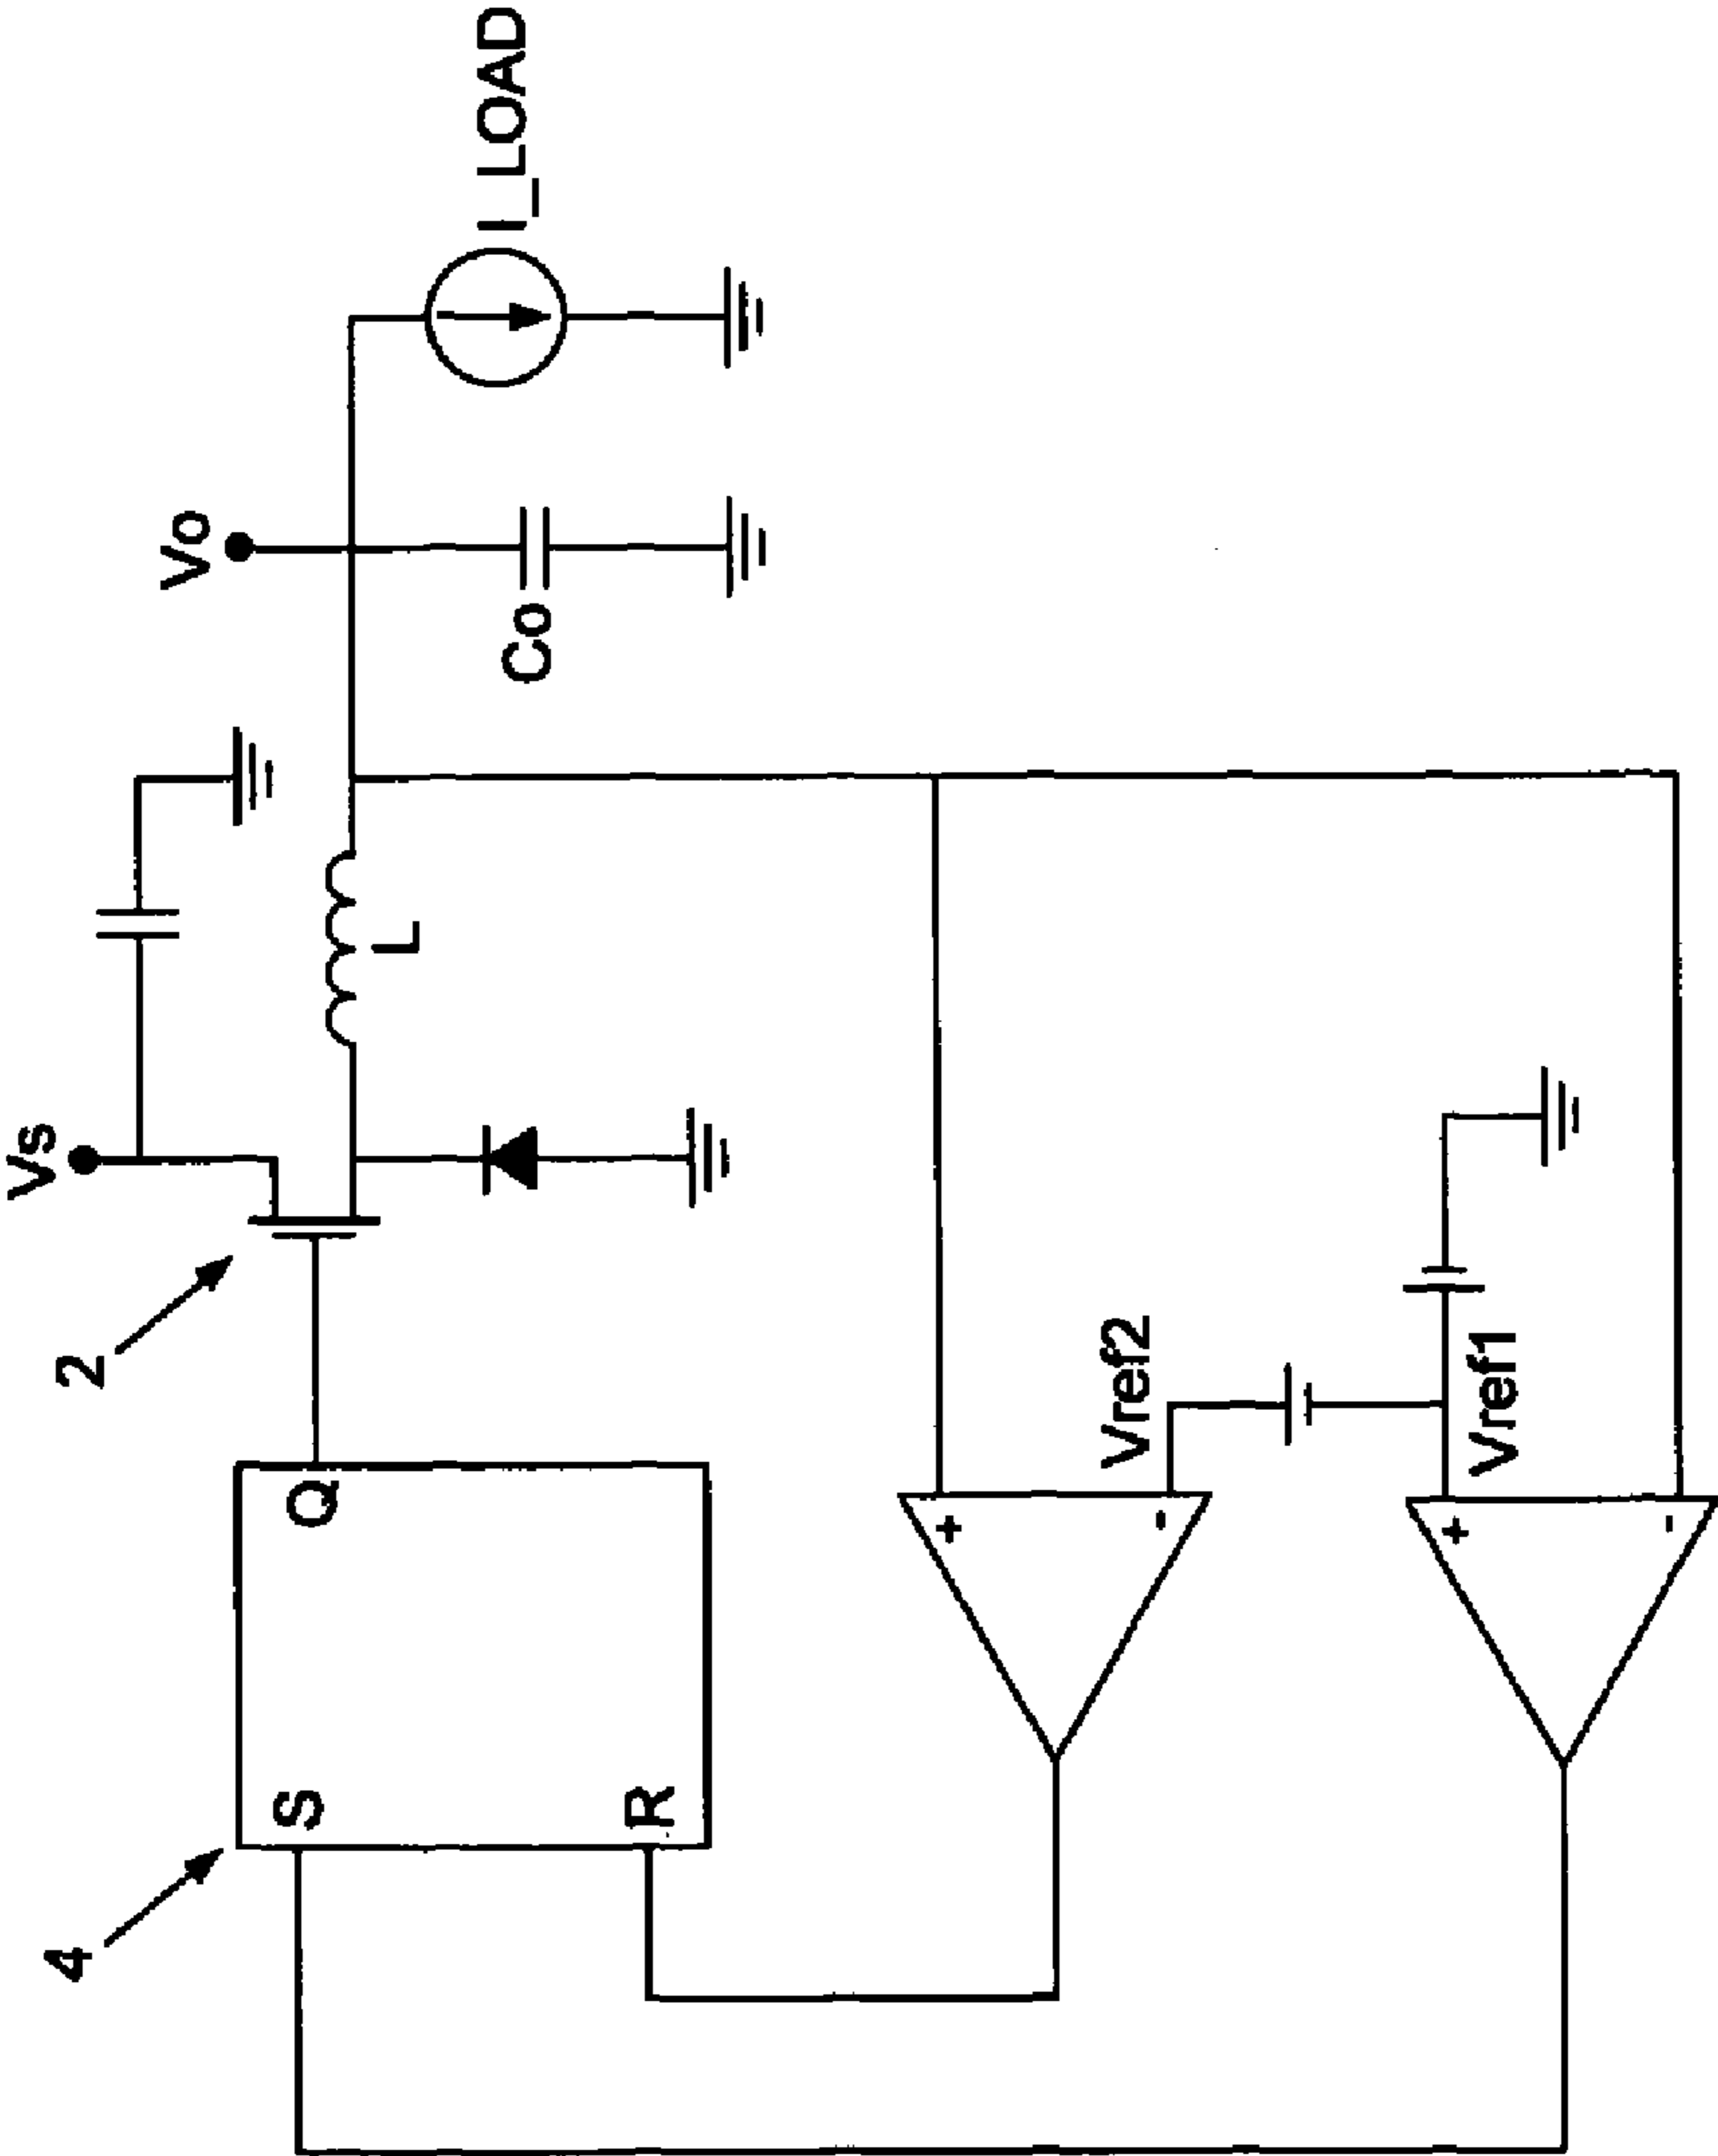 Vs
Vo
I_LOAD
2
L
Co
4
S
Q
R
+
-
Vref2
+
-
Vref1